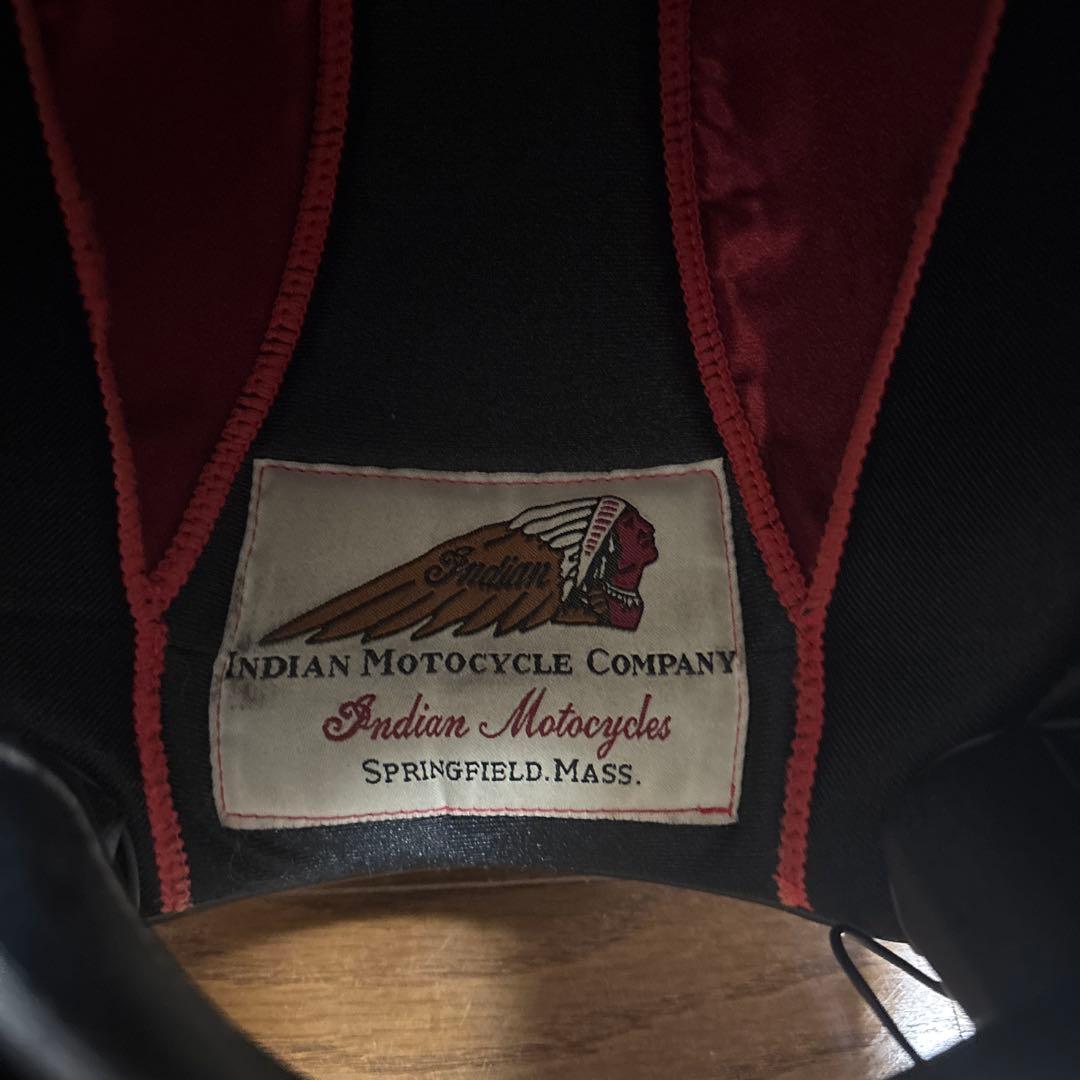 Indian
INDIAN MOTOCYCLE COMPANY
Indian Motocycles
SPRINGFIELD.MASS.